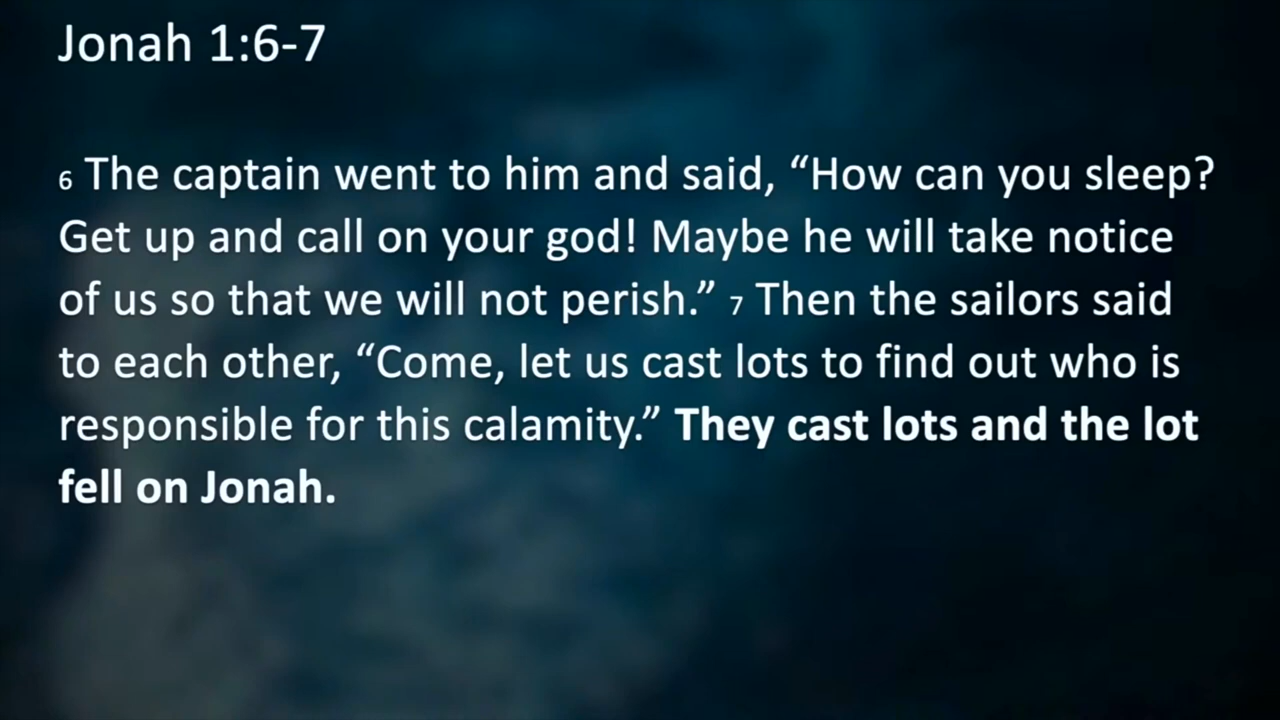 Jonah 1:6-7
6 The captain went to him and said, “How can you sleep?
Get up and call on your god! Maybe he will take notice
of us so that we will not perish.” 7 Then the sailors said
to each other, “Come, let us cast lots to find out who is
responsible for this calamity.” They cast lots and the lot
fell on Jonah.